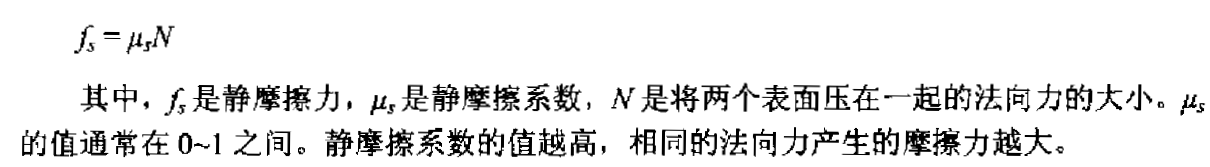 fₛ = μₛN
其中，fₛ是静摩擦力，μₛ是静摩擦系数，N是将两个表面压在一起的法向力的大小。μₛ
的值通常在 0~1 之间。静摩擦系数的值越高，相同的法向力产生的摩擦力越大。